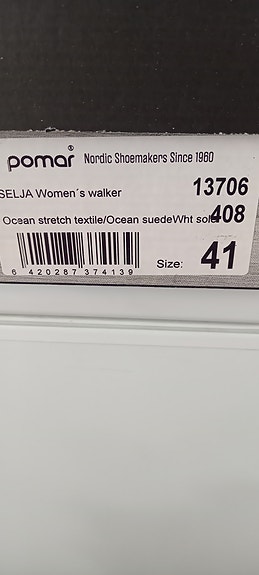 pomar® Nordic Shoemakers Since 1960
SELJA Women´s walker 13706
Ocean stretch textile/Ocean suedeWht sole 408
Size: 41
6 420287 374139